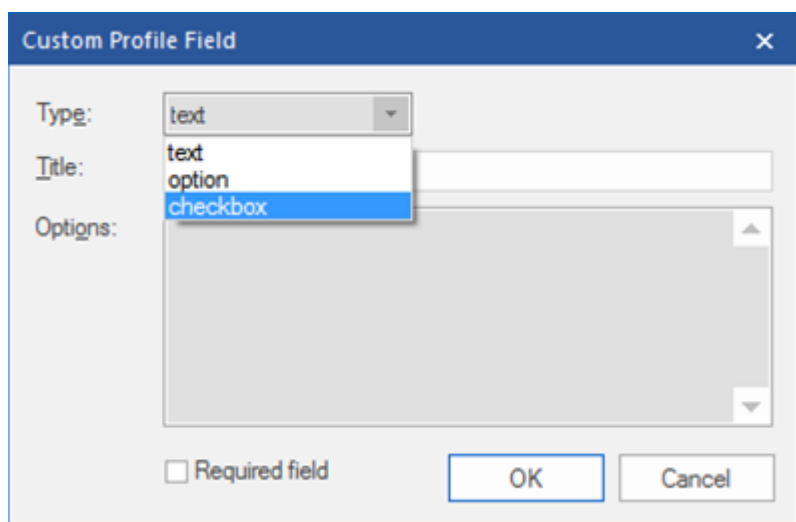 Custom Profile Field
Type: text
text
Title:
option
checkbox
Options:
Required field
OK Cancel